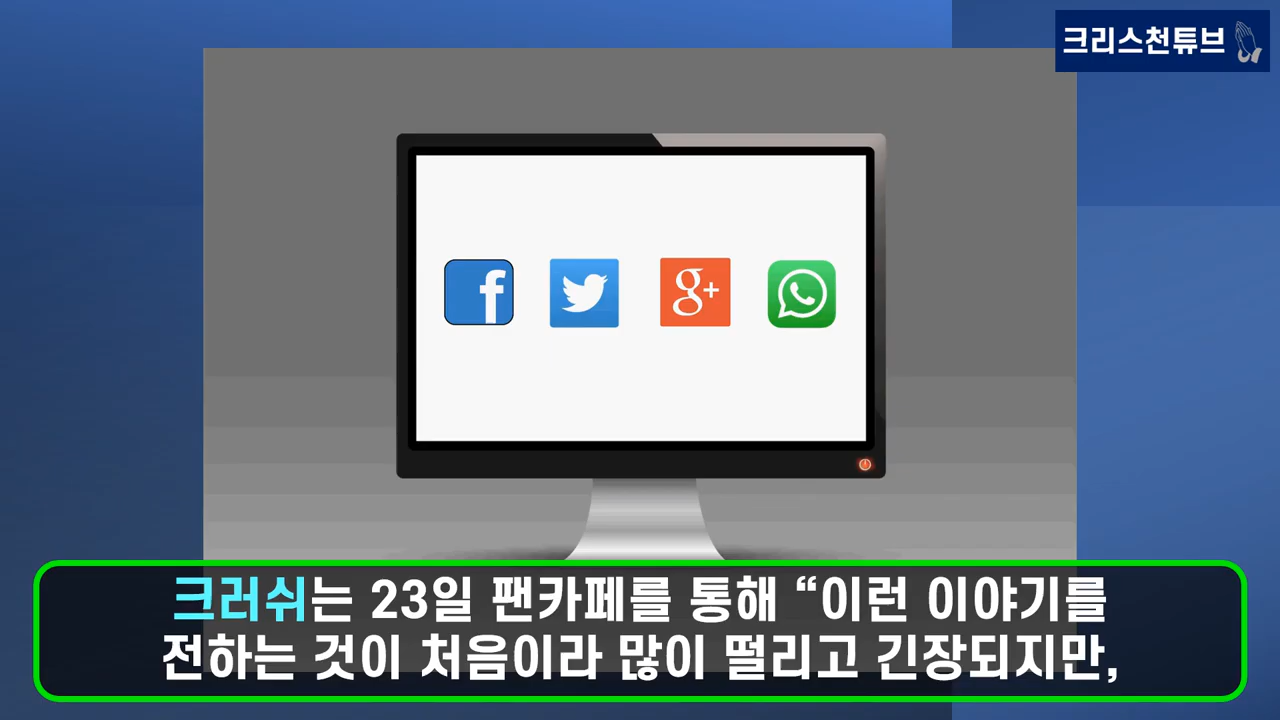 크리스천튜브
f
g+
크러쉬는 23일 팬카페를 통해 “이런 이야기를
전하는 것이 처음이라 많이 떨리고 긴장되지만,